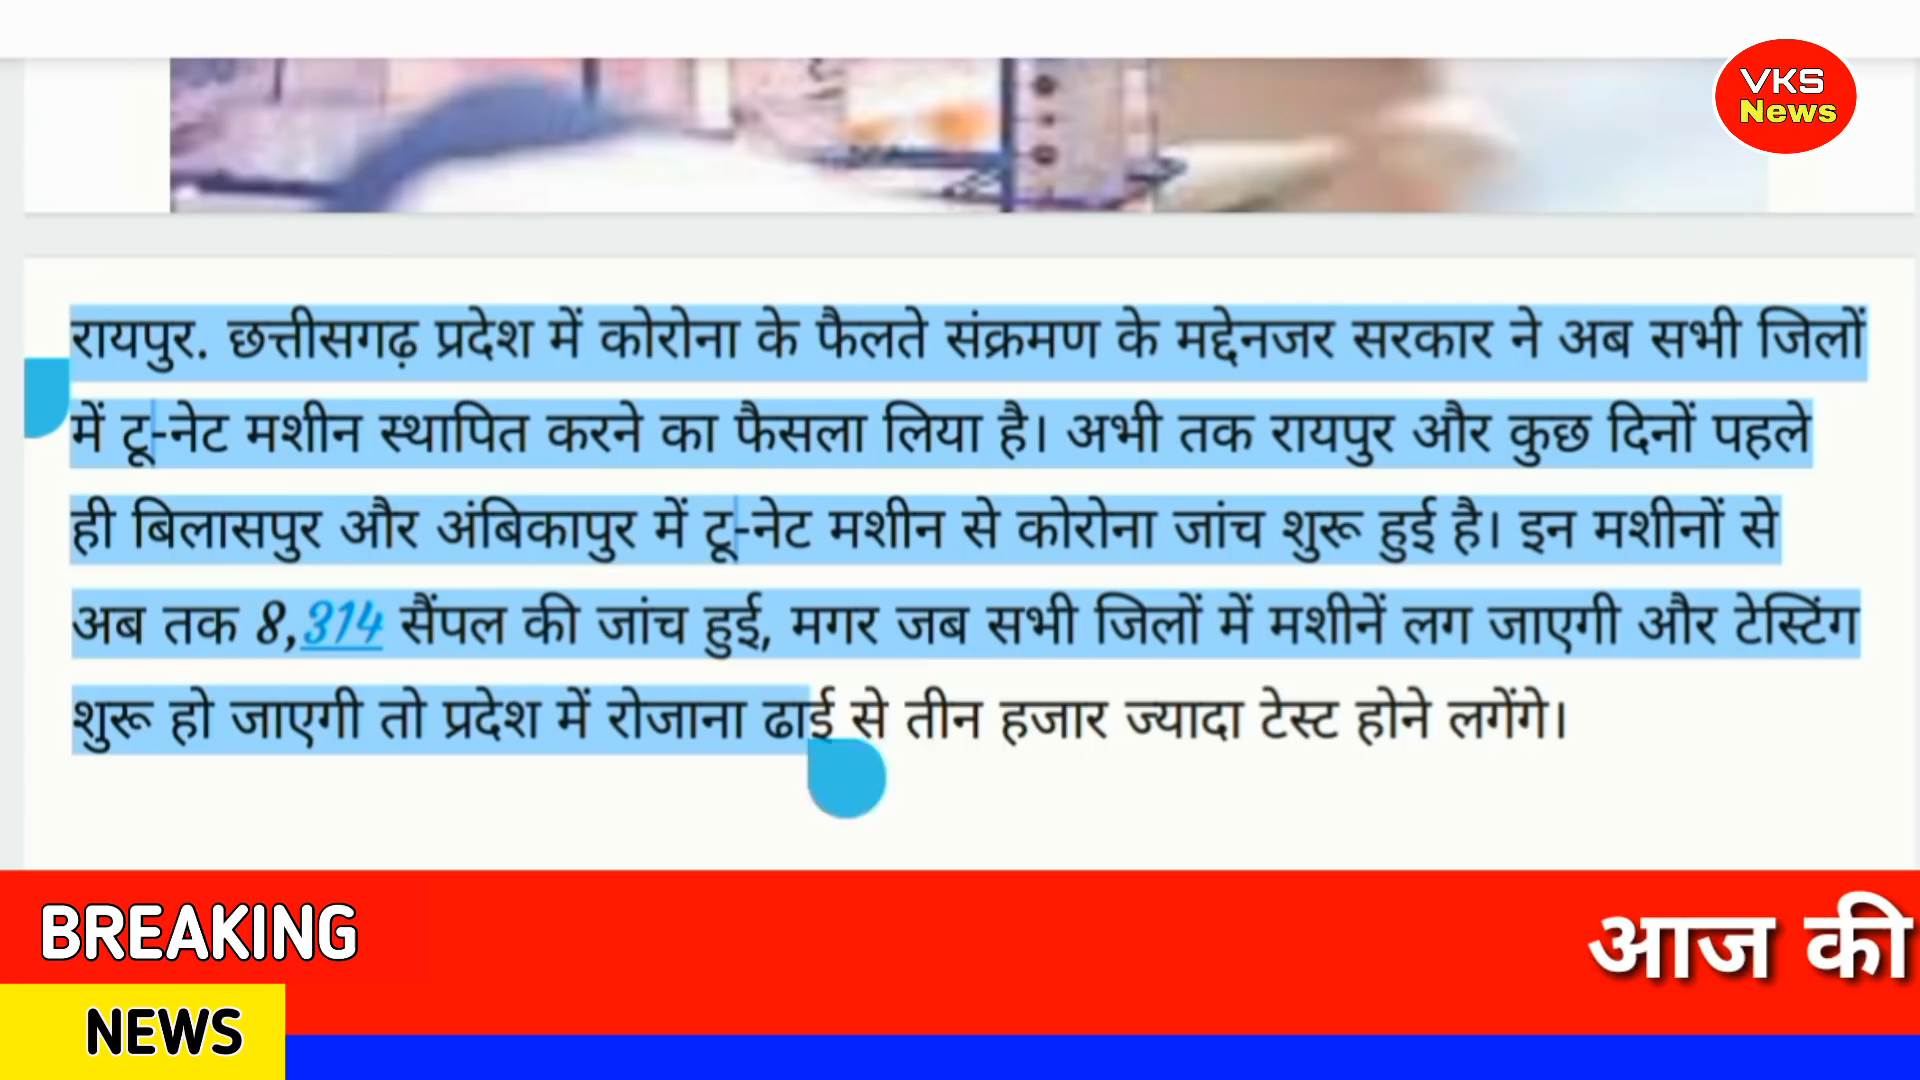 VKS
News
रायपुर. छत्तीसगढ़ प्रदेश में कोरोना के फैलते संक्रमण के मद्देनजर सरकार ने अब सभी जिलों
में टू-नेट मशीन स्थापित करने का फैसला लिया है। अभी तक रायपुर और कुछ दिनों पहले
ही बिलासपुर और अंबिकापुर में टू-नेट मशीन से कोरोना जांच शुरू हुई है। इन मशीनों से
अब तक 8,314 सैंपल की जांच हुई, मगर जब सभी जिलों में मशीनें लग जाएगी और टेस्टिंग
शुरू हो जाएगी तो प्रदेश में रोजाना ढाई से तीन हजार ज्यादा टेस्ट होने लगेंगे।
BREAKING
आज की
NEWS